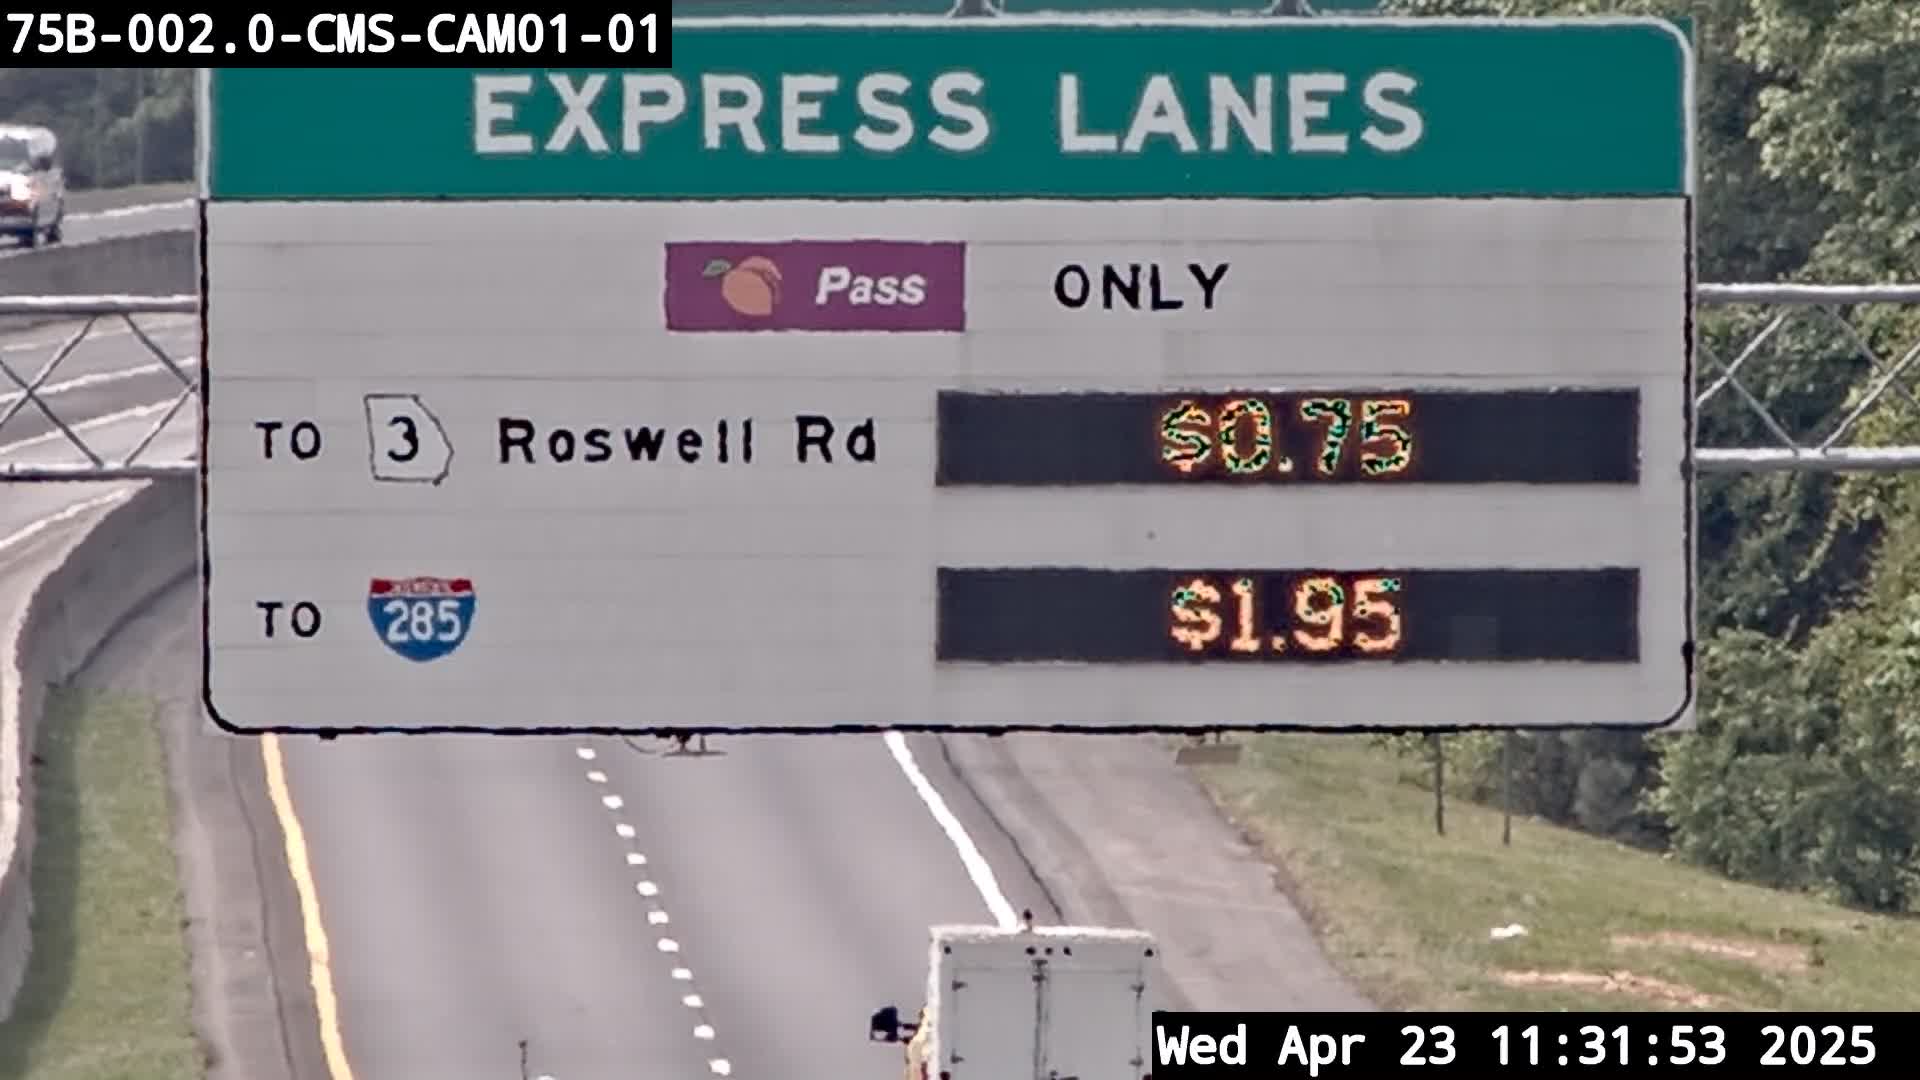 75B-002.0-CMS-CAM01-01
EXPRESS LANES
Pass ONLY
TO 3 Roswell Rd $0.75
TO 285 $1.95
Wed Apr 23 11:31:53 2025